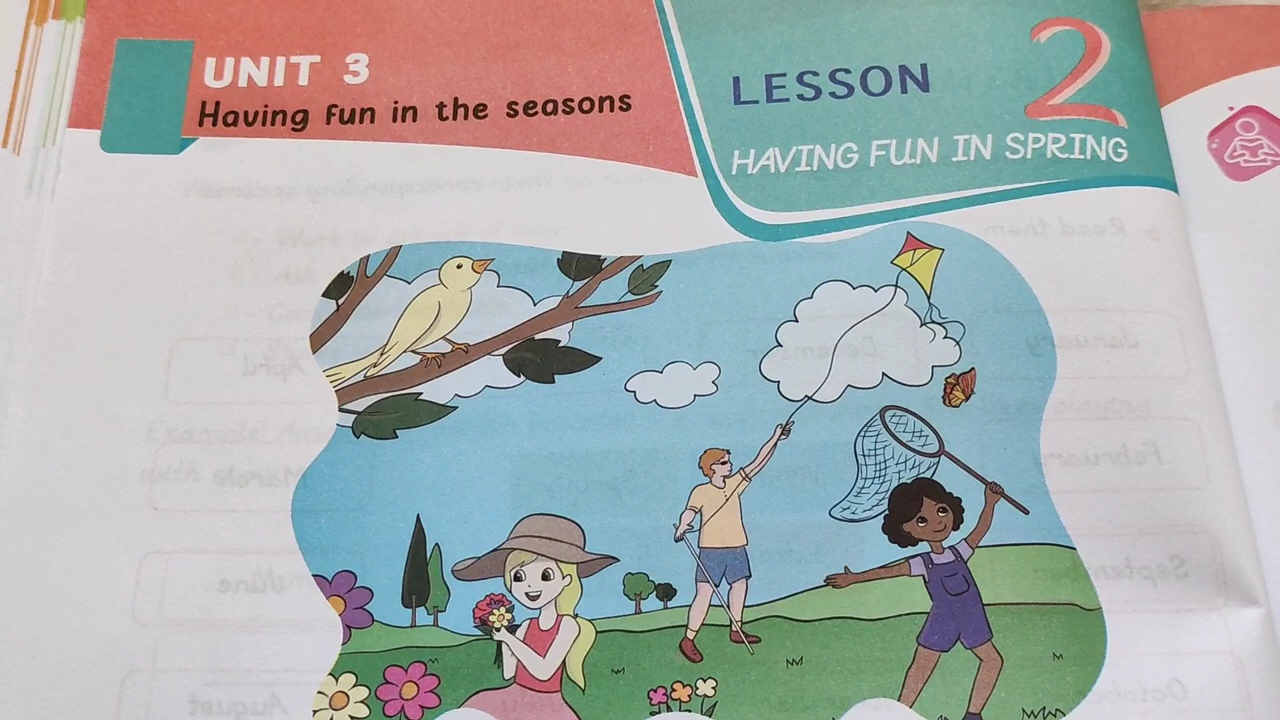 UNIT 3
Having fun in the seasons
LESSON 2
HAVING FUN IN SPRING